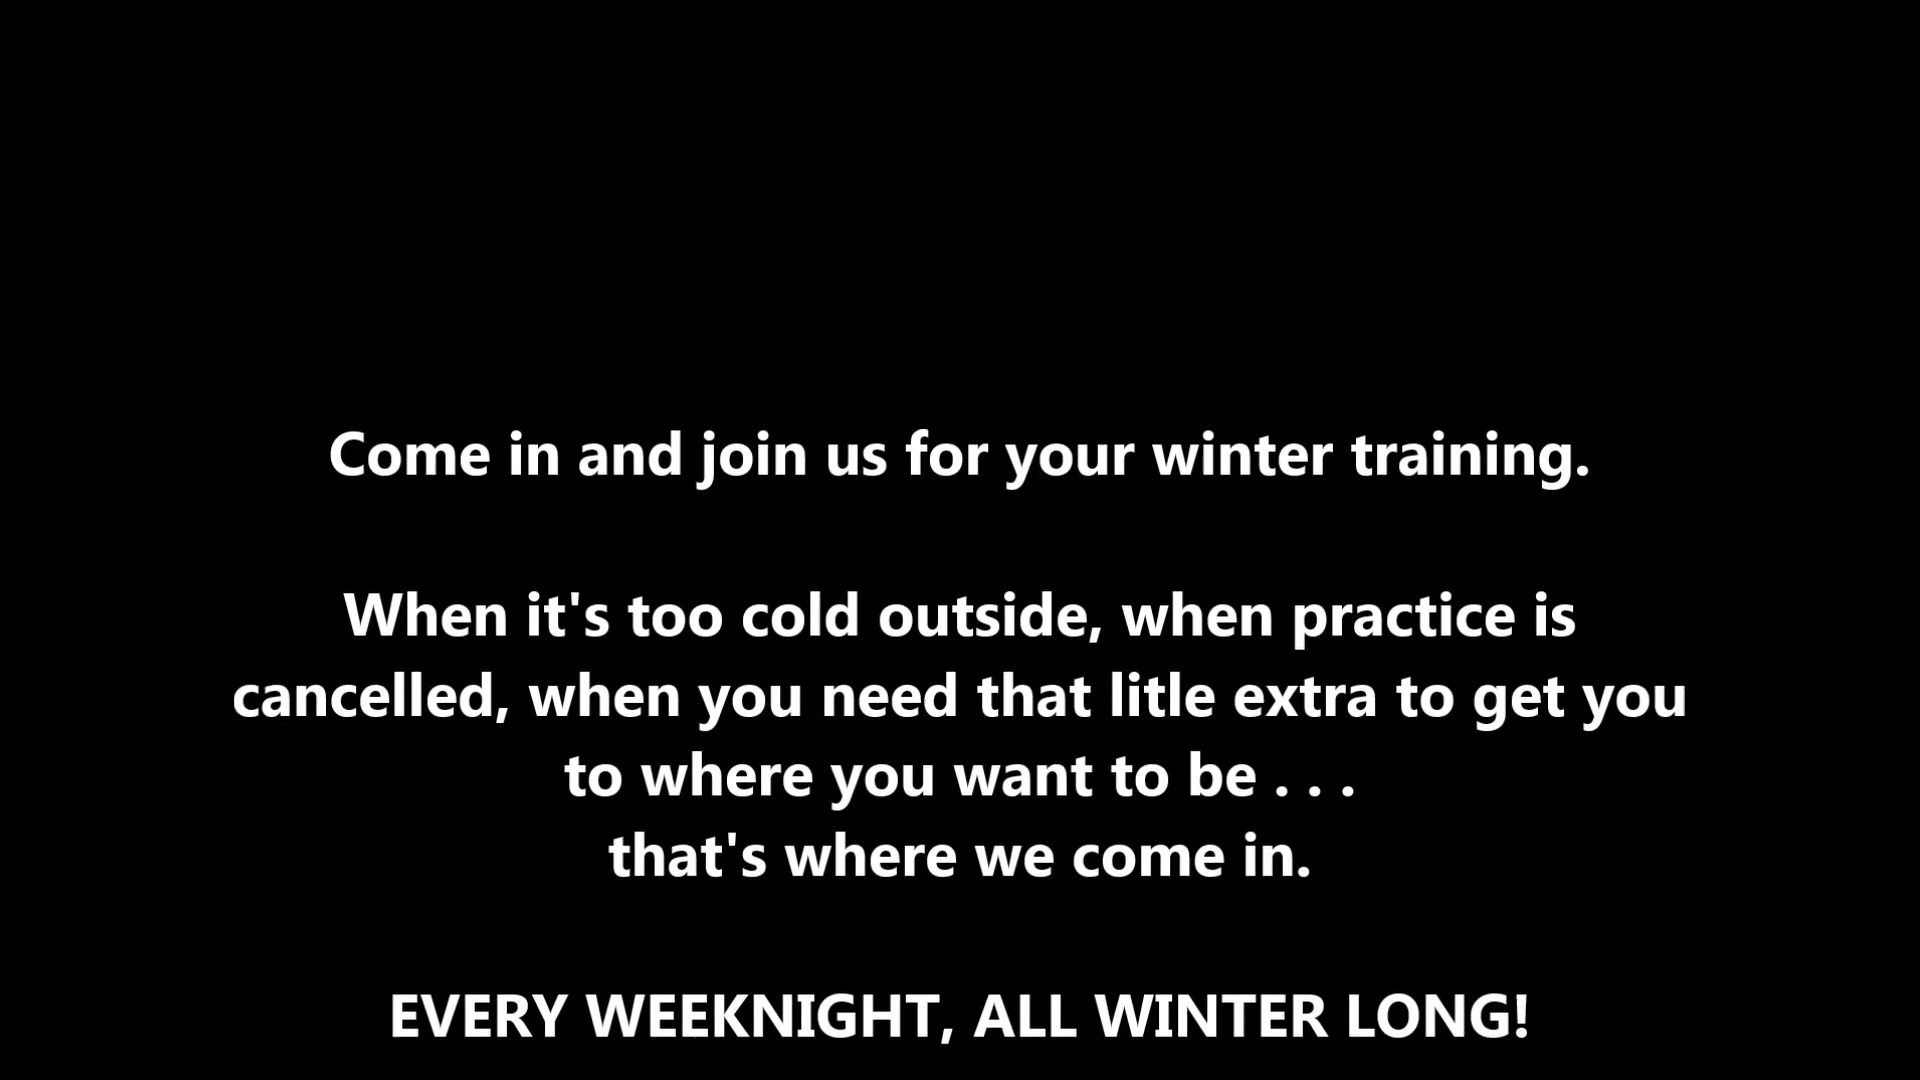 Come in and join us for your winter training.
When it's too cold outside, when practice is
cancelled, when you need that litle extra to get you
to where you want to be . . .
that's where we come in.
EVERY WEEKNIGHT, ALL WINTER LONG!